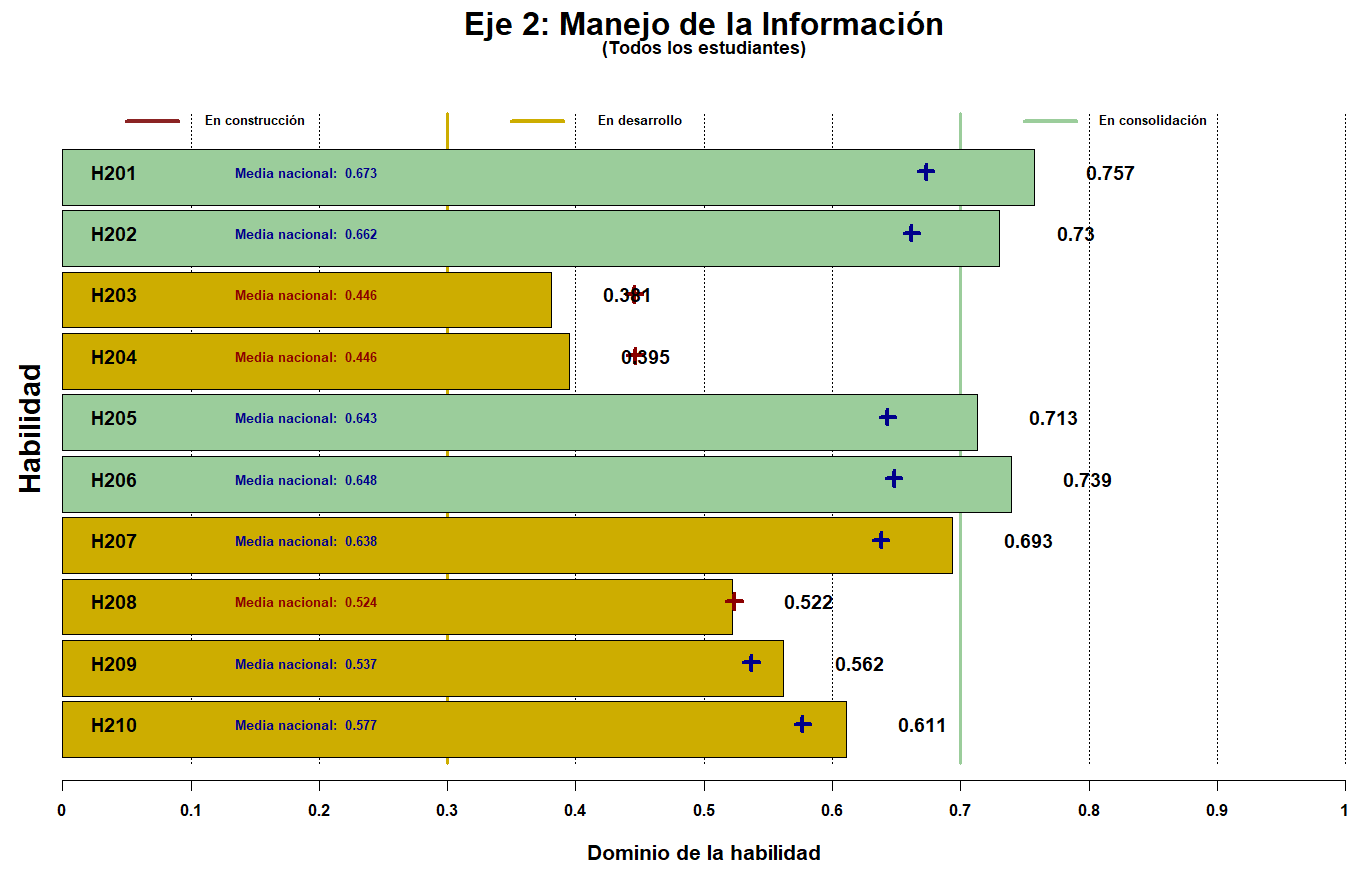 Eje 2: Manejo de la Información
(Todos los estudiantes)
En construcción
En desarrollo
En consolidación
H201 Media nacional: 0.673 0.757
H202 Media nacional: 0.662 0.73
H203 Media nacional: 0.446 0.381
H204 Media nacional: 0.446 0.395
H205 Media nacional: 0.643 0.713
H206 Media nacional: 0.648 0.739
H207 Media nacional: 0.638 0.693
H208 Media nacional: 0.524 0.522
H209 Media nacional: 0.537 0.562
H210 Media nacional: 0.577 0.611
Habilidad
0 0.1 0.2 0.3 0.4 0.5 0.6 0.7 0.8 0.9 1
Dominio de la habilidad